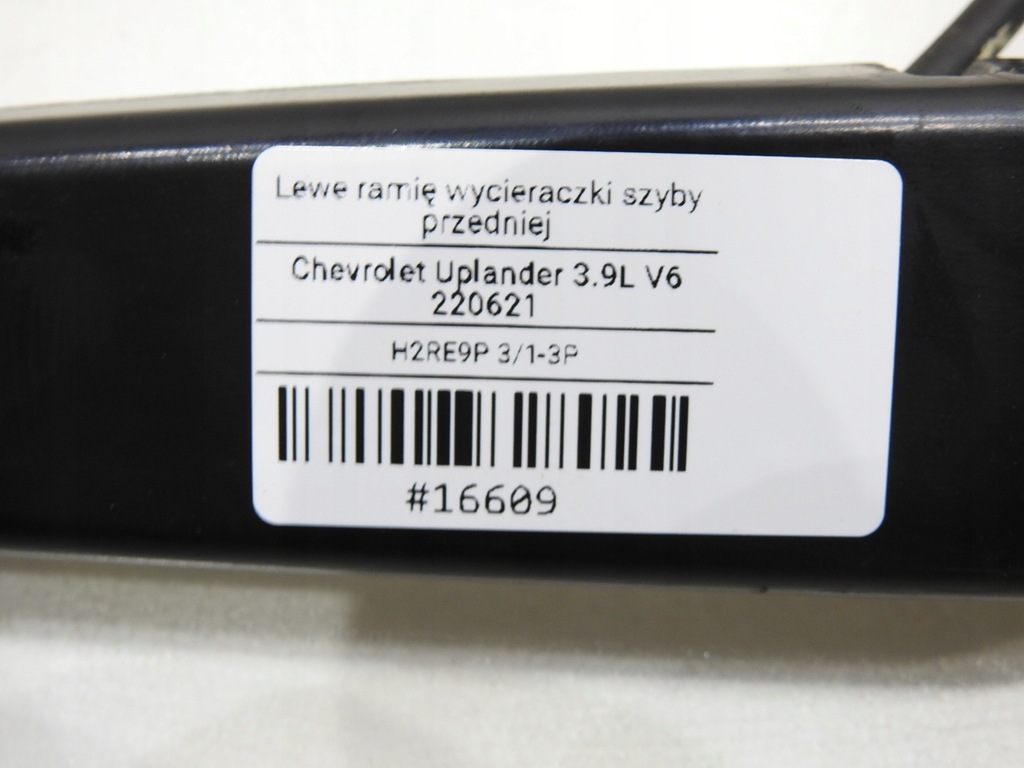 Lewe ramię wycieraczki szyby
przedniej
Chevrolet Uplander 3.9L V6
220621
H2RE9P 3/1-3P
#16609